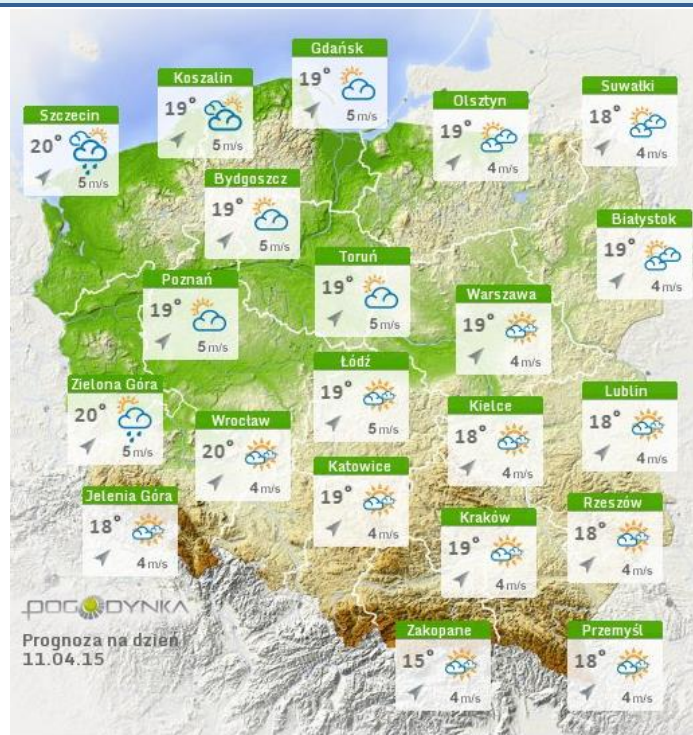 Gdańsk
19°
5 m/s
Koszalin
19°
5 m/s
Suwałki
18°
4 m/s
Olsztyn
19°
4 m/s
Szczecin
20°
5 m/s
Bydgoszcz
19°
5 m/s
Białystok
19°
4 m/s
Toruń
19°
5 m/s
Poznań
19°
5 m/s
Warszawa
19°
4 m/s
Łódź
19°
5 m/s
Zielona Góra
20°
5 m/s
Lublin
18°
4 m/s
Kielce
18°
4 m/s
Wrocław
20°
4 m/s
Katowice
19°
4 m/s
Jelenia Góra
18°
4 m/s
Rzeszów
18°
4 m/s
Kraków
19°
4 m/s
POGODYNKA
Prognoza na dzień
11.04.15
Zakopane
15°
4 m/s
Przemyśl
18°
4 m/s